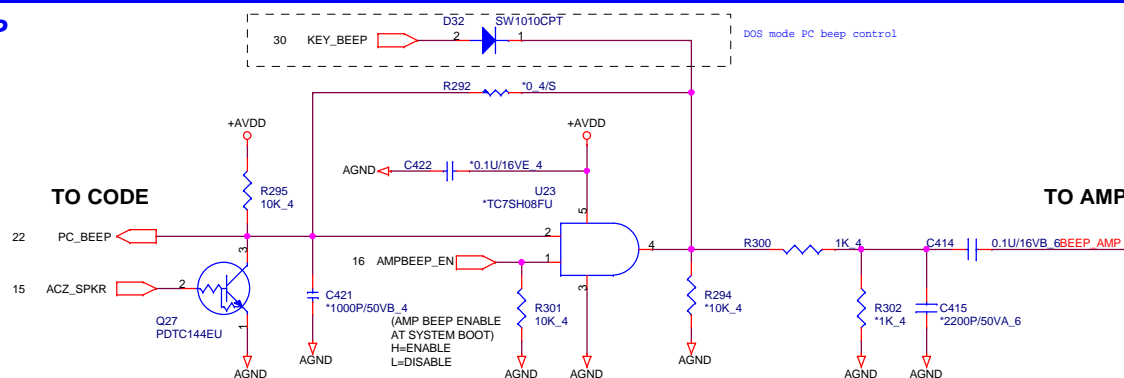 P
D32 SW1010CPT
30 KEY_BEEP 2 1
DOS mode PC beep control
R292 *0_4/S
+AVDD +AVDD
AGND C422 *0.1U/16VE_4
R295
10K_4
U23
*TC7SH08FU
TO CODE
TO AMP
5
22 PC_BEEP
3
2
4
R300 1K_4 C414 0.1U/16VB_6 BEEP_AMP
16 AMPBEEP_EN 1
15 ACZ_SPKR 2
3
C421
*1000P/50VB_4
R301
10K_4
R294
*10K_4
R302
*1K_4
C415
*2200P/50VA_6
Q27
PDTC144EU
1
(AMP BEEP ENABLE
AT SYSTEM BOOT)
H=ENABLE
L=DISABLE
AGND AGND AGND AGND AGND AGND AGND